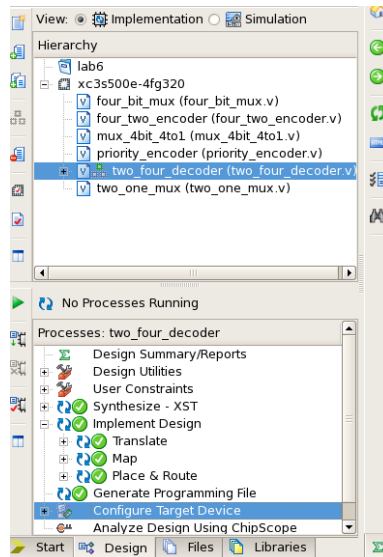 View: Implementation Simulation
Hierarchy
lab6
xc3s500e-4fg320
four_bit_mux (four_bit_mux.v)
four_two_encoder (four_two_encoder.v)
mux_4bit_4to1 (mux_4bit_4to1.v)
priority_encoder (priority_encoder.v)
two_four_decoder (two_four_decoder.v)
two_one_mux (two_one_mux.v)
No Processes Running
Processes: two_four_decoder
Design Summary/Reports
Design Utilities
User Constraints
Synthesize - XST
Implement Design
Translate
Map
Place & Route
Generate Programming File
Configure Target Device
Analyze Design Using ChipScope
Start Design Files Libraries